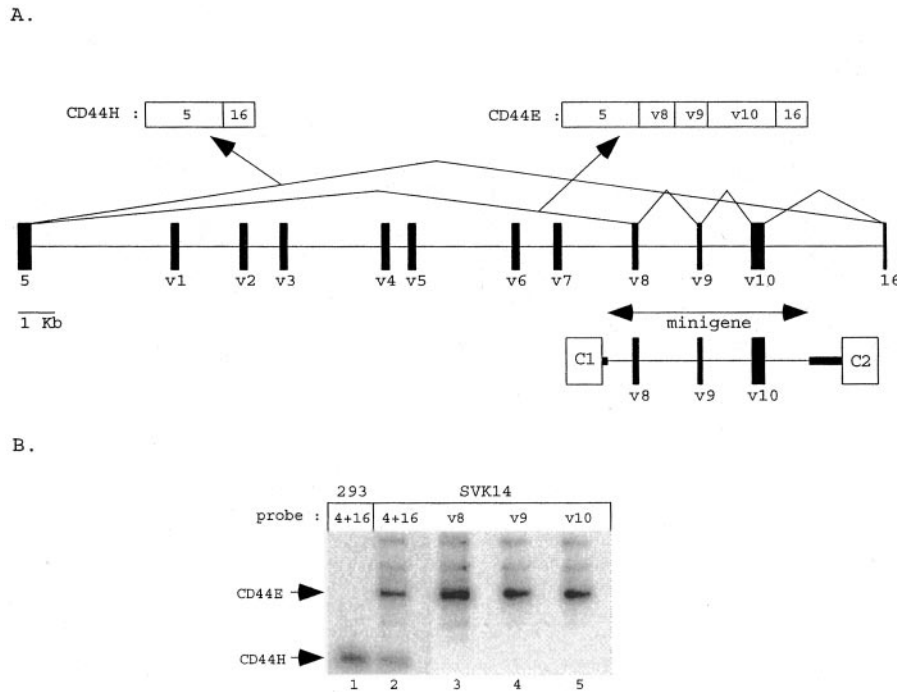 A.
CD44H : 5 16
CD44E : 5 v8 v9 v10 16
5 v1 v2 v3 v4 v5 v6 v7 v8 v9 v10 16
1 Kb
minigene
C1 C2
v8 v9 v10
B.
293 SVK14
probe : 4+16 4+16 v8 v9 v10
CD44E
CD44H
1 2 3 4 5